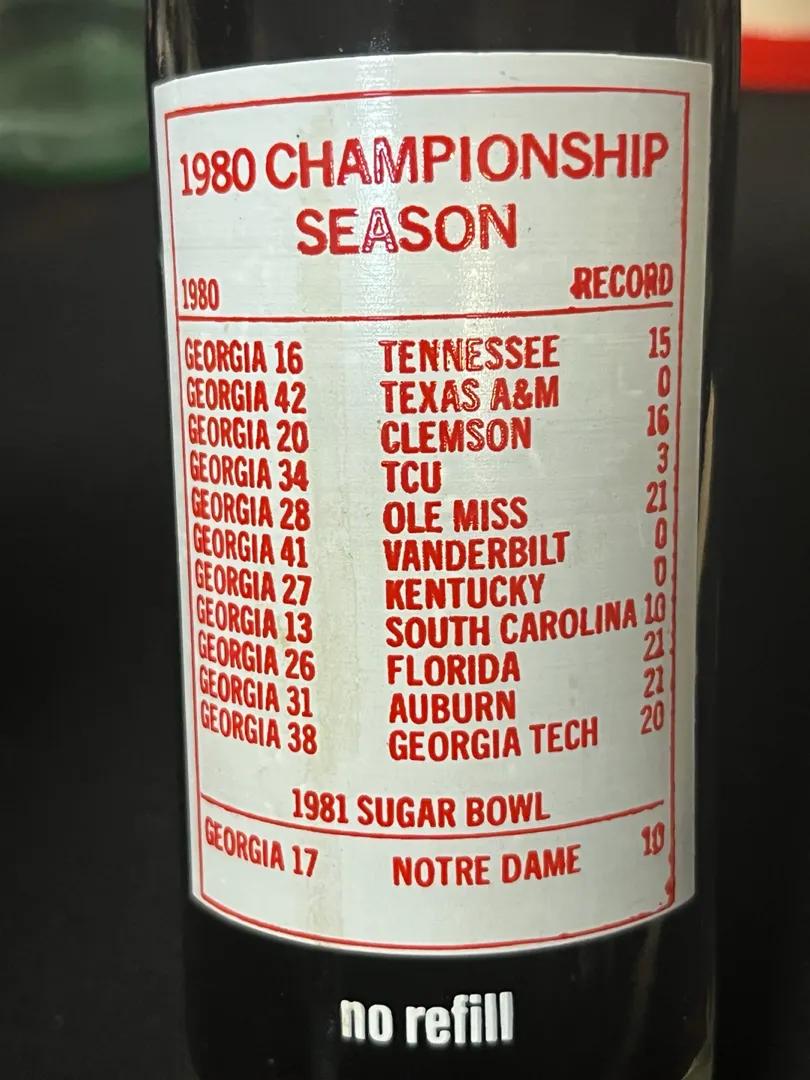 1980 CHAMPIONSHIP
SEASON
1980 RECORD
GEORGIA 16 TENNESSEE 15
GEORGIA 42 TEXAS A&M 0
GEORGIA 20 CLEMSON 16
GEORGIA 34 TCU 3
GEORGIA 28 OLE MISS 21
GEORGIA 41 VANDERBILT 0
GEORGIA 27 KENTUCKY 0
GEORGIA 13 SOUTH CAROLINA 10
GEORGIA 26 FLORIDA 21
GEORGIA 31 AUBURN 21
GEORGIA 38 GEORGIA TECH 20
1981 SUGAR BOWL
GEORGIA 17 NOTRE DAME 10
no refill